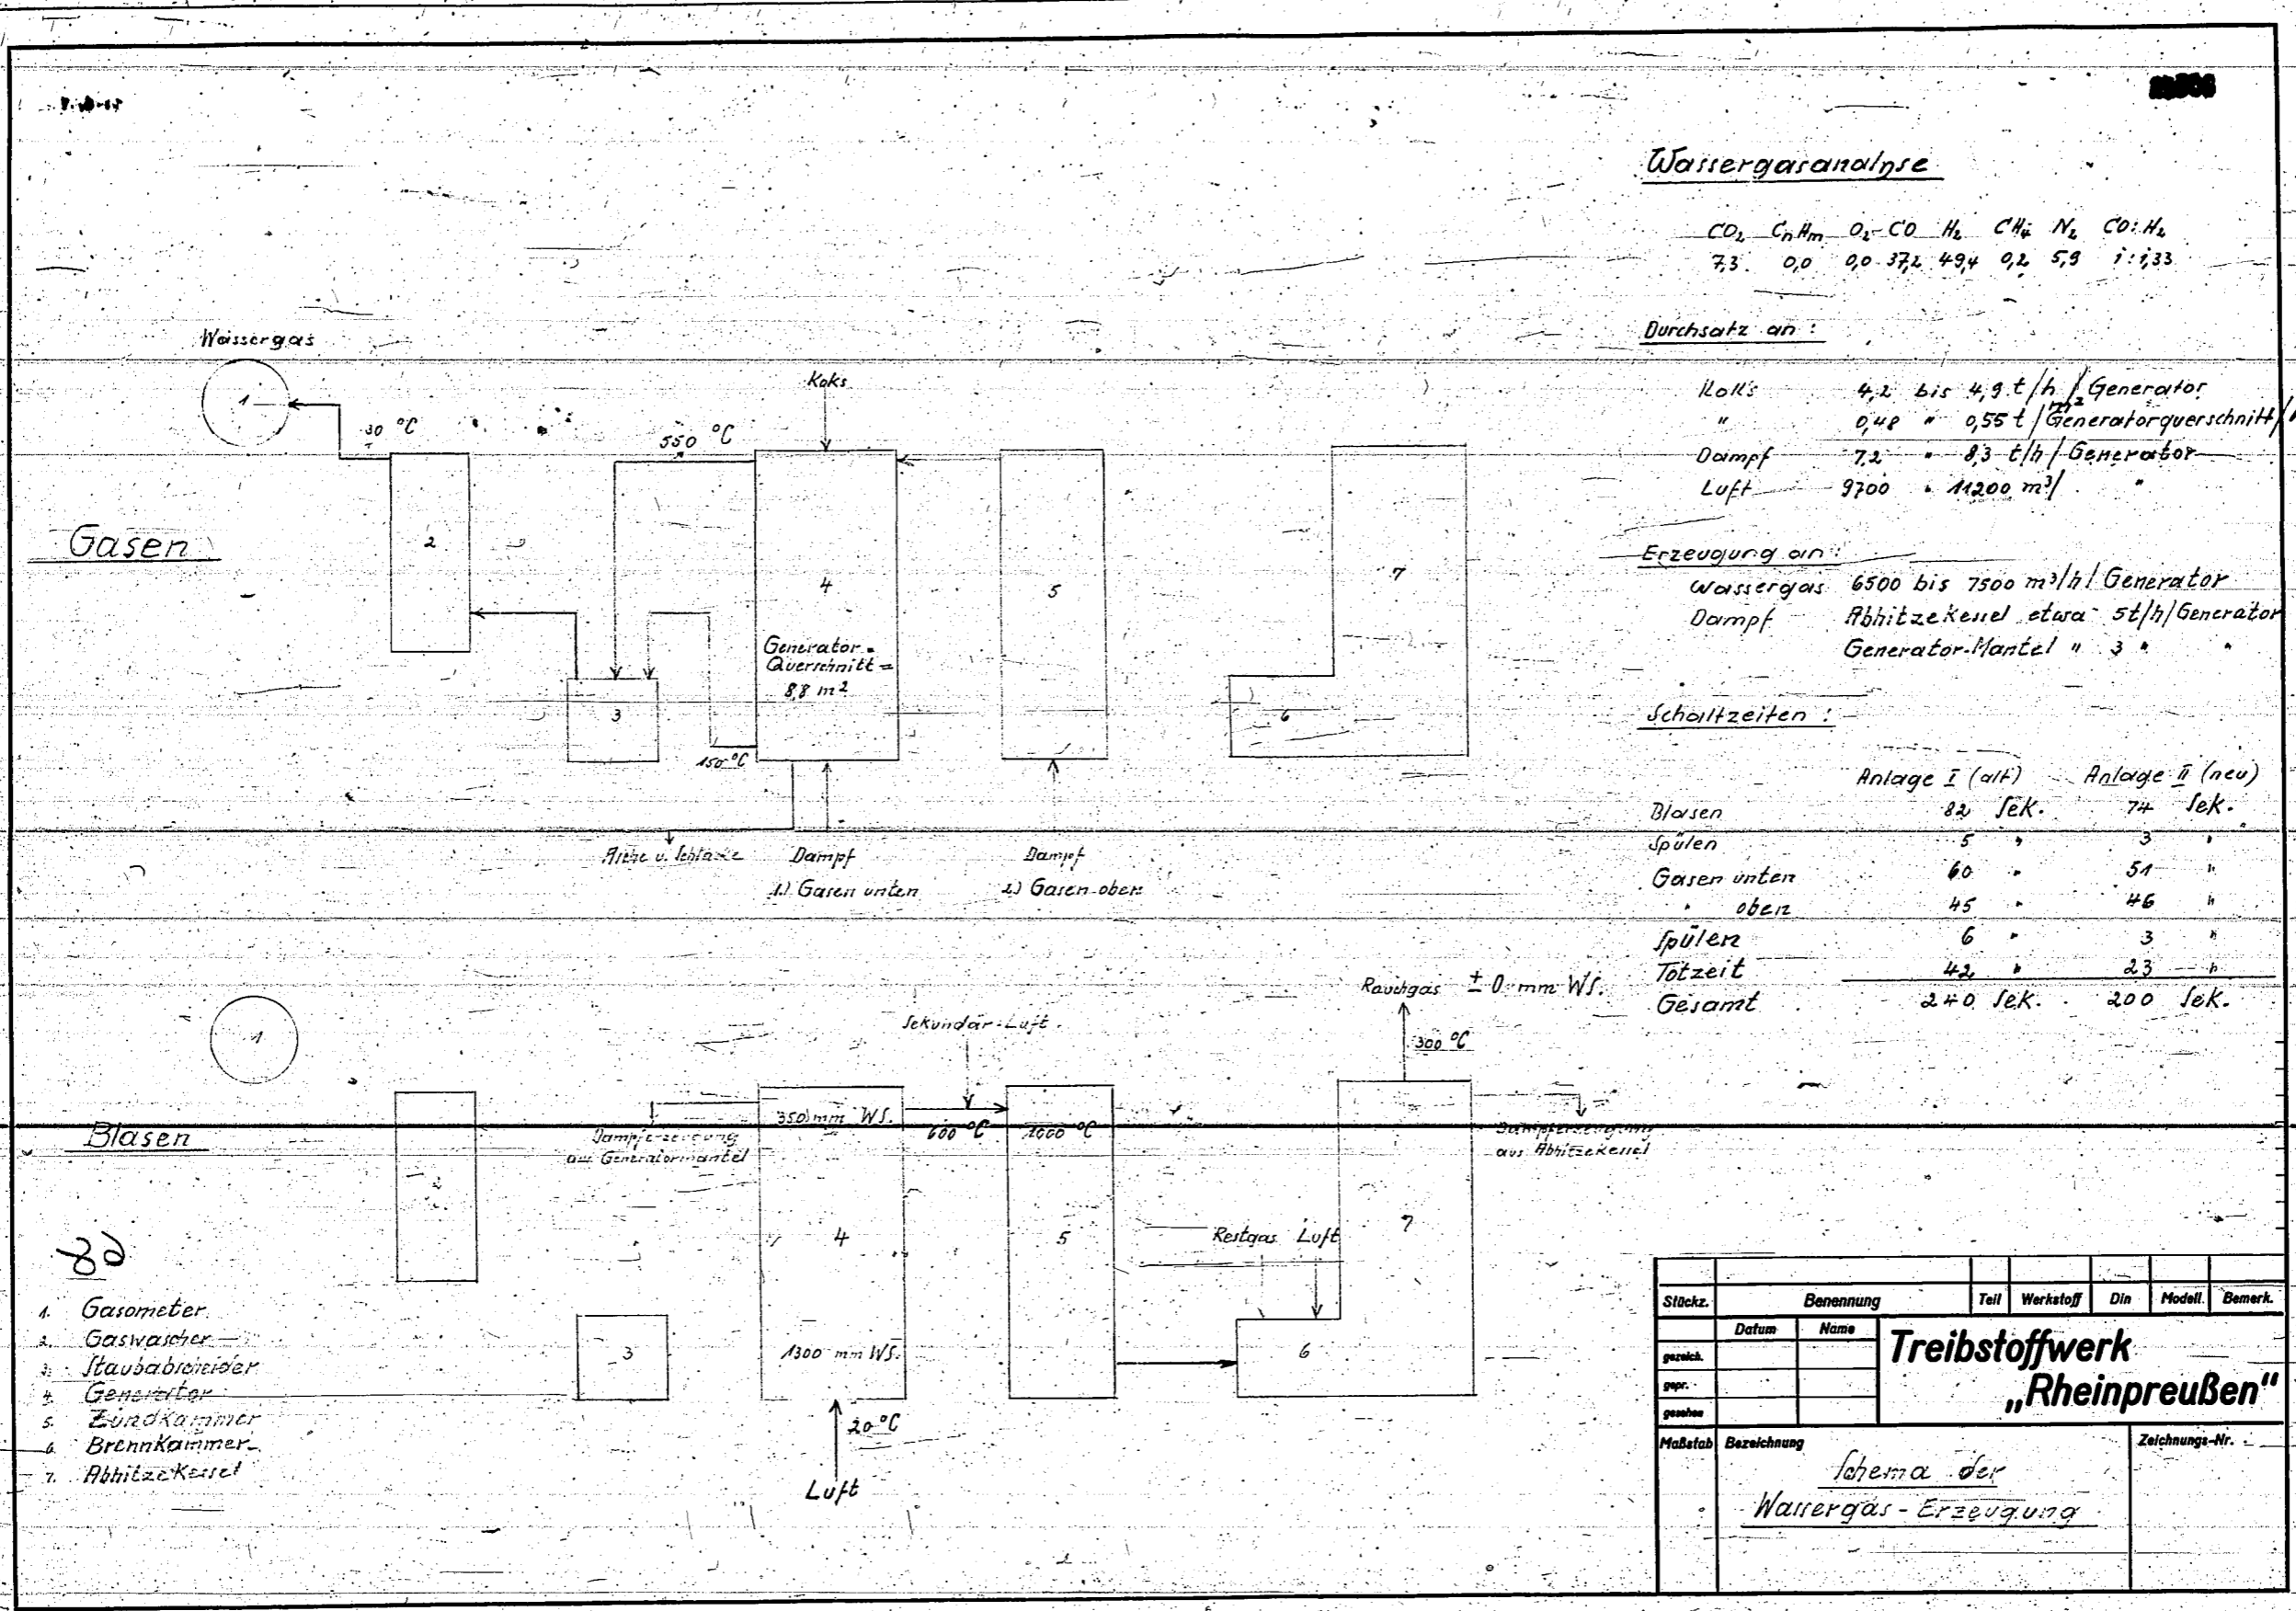 Wassergasanalyse
CO₂ CnHm O₂ CO H₂ CH₄ N₂ CO:H₂
7,3 0,0 0,0 37,2 49,4 0,2 5,9 1:1,33
Durchsatz an:
Koks 4,2 bis 4,9 t/h/Generator
" 0,48 " 0,55 t/m² Generatorquerschnitt/
Dampf 7,2 " 8,3 t/h/Generator
Luft 9700 " 11200 m³/ "
Erzeugung an:
Wassergas 6500 bis 7500 m³/h/Generator
Dampf Abhitzekessel etwa 5t/h/Generator
Generator-Mantel " 3 " "
Schaltzeiten:
Anlage I (alt) Anlage II (neu)
Blasen 82 Sek. 74 Sek.
Spülen 5 " 3 "
Gasen unten 60 " 51 "
" oben 45 " 46 "
Spülen 6 " 3 "
Totzeit 42 " 23 "
Gesamt 240 Sek. 200 Sek.
Gasen
Wassergas
1
30 °C
2
550 °C
Koks
4
Generator=
Querschnitt=
8,8 m²
3
150 °C
5
6
7
Asche u. Schlacke
Dampf
1.) Gasen unten
Dampf
2.) Gasen oben
Blasen
1
2
3
Dampferzeugung
aus Generatormantel
350 mm WS.
4
1300 mm WS.
20 °C
Luft
Sekundär-Luft
600 °C
1000 °C
5
Restgas Luft
6
7
Rauchgas ± 0 mm WS.
300 °C
Dampferzeugung
aus Abhitzekessel
1. Gasometer
2. Gaswascher
3. Staubabscheider
4. Generator
5. Zündkammer
6. Brennkammer
7. Abhitzekessel
Stückz. Benennung Teil Werkstoff Din Modell Bemerk.
Datum Name
gezeich.
gepr.
gesehen
Treibstoffwerk
„Rheinpreußen“
Maßstab Bezeichnung Zeichnungs-Nr.
Schema der
Wassergas-Erzeugung